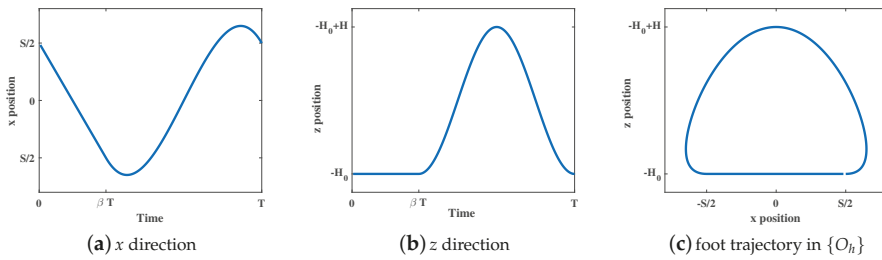 S/2
0
S/2
x position
0
β T
T
Time
(a) x direction
-H₀+H
-H₀
z position
0
β T
T
Time
(b) z direction
-H₀+H
-H₀
z position
-S/2
0
S/2
x position
(c) foot trajectory in {Oₕ}